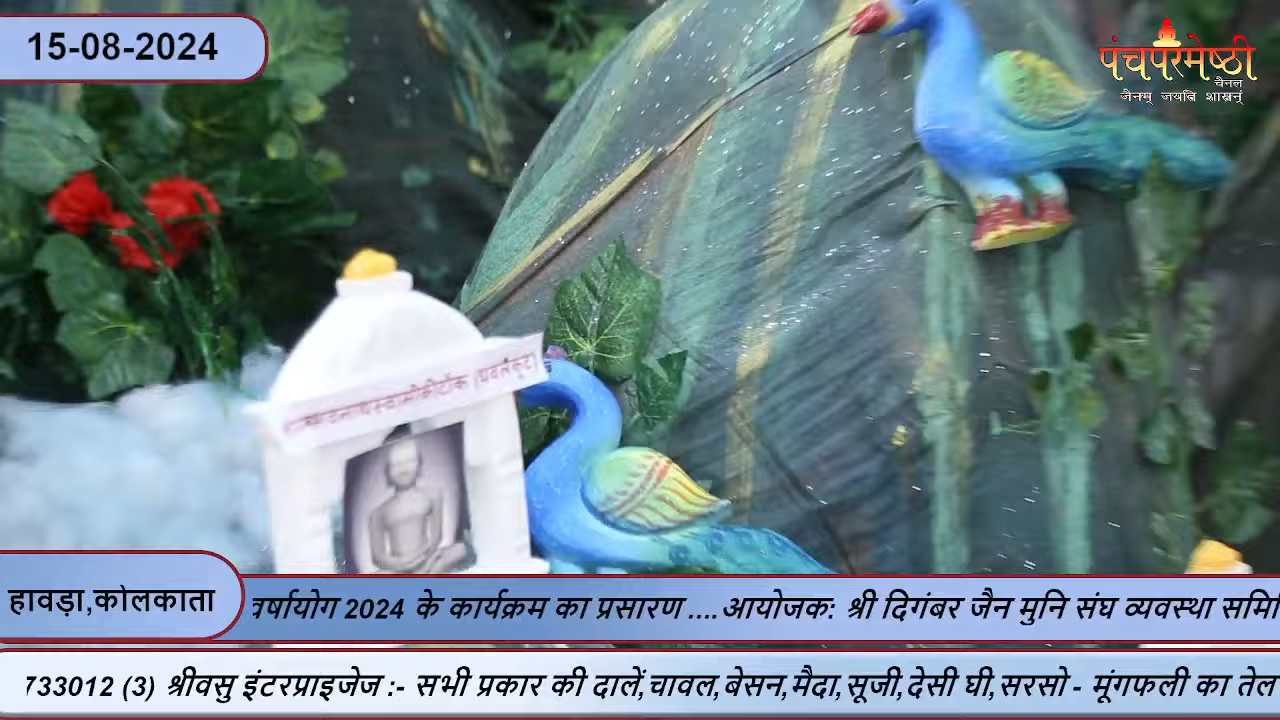 15-08-2024
पंचपरमेष्ठी
चैनल
जैनम् जयति शासनम्
हावड़ा,कोलकाता
वर्षायोग 2024 के कार्यक्रम का प्रसारण ....आयोजक: श्री दिगंबर जैन मुनि संघ व्यवस्था समि
733012 (3) श्रीवसु इंटरप्राइजेज :- सभी प्रकार की दालें,चावल,बेसन,मैदा,सूजी,देसी घी,सरसो - मूंगफली का तेल